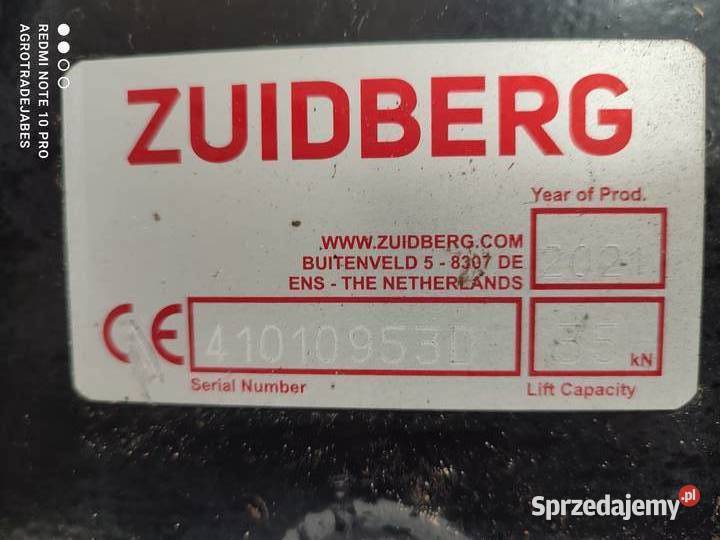 ZUIDBERG
Year of Prod.
2021
WWW.ZUIDBERG.COM
BUITENVELD 5 - 8307 DE
ENS - THE NETHERLANDS
CE
410109530
Serial Number
35 kN
Lift Capacity
REDMI NOTE 10 PRO
AGROTRADEJABES
Sprzedajemy.pl